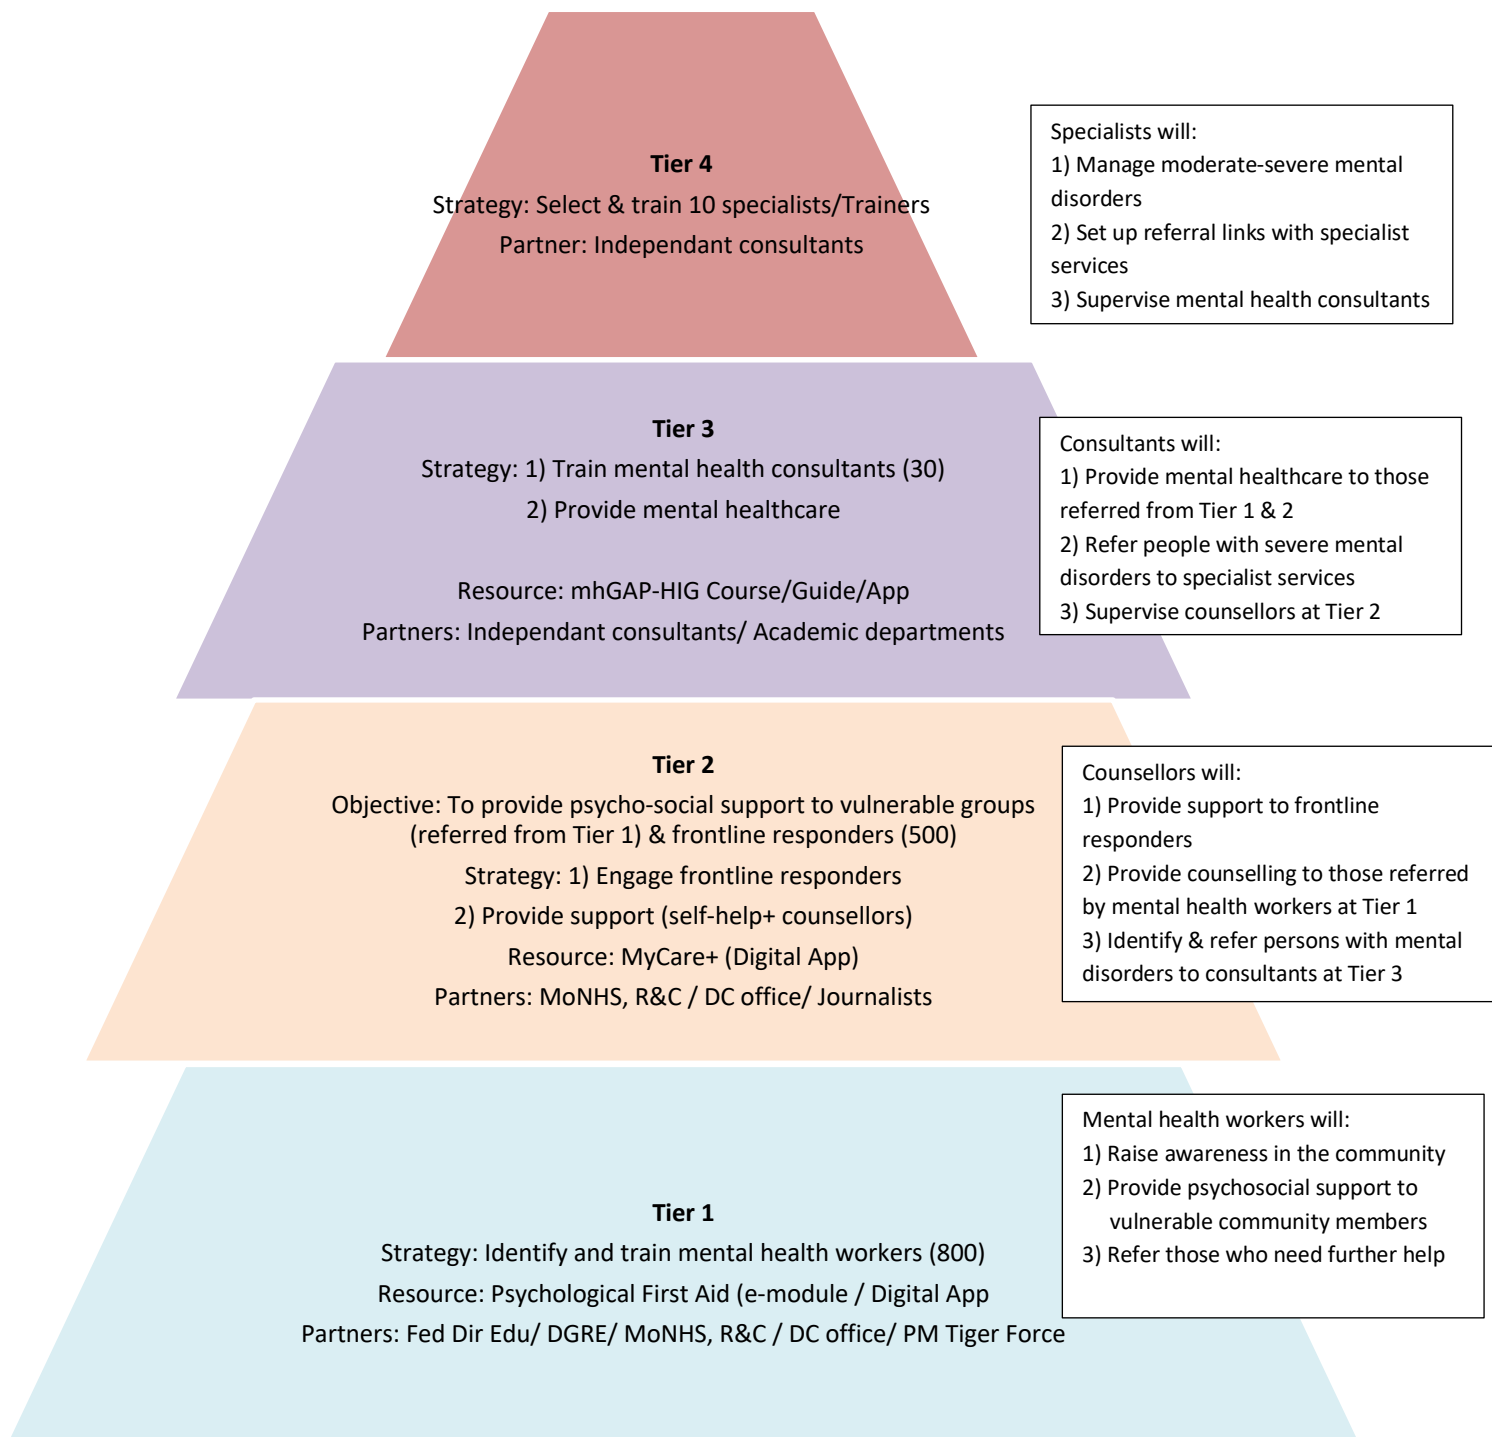 Tier 4
Strategy: Select & train 10 specialists/Trainers
Partner: Independant consultants
Specialists will:
1) Manage moderate-severe mental
disorders
2) Set up referral links with specialist
services
3) Supervise mental health consultants
Tier 3
Strategy: 1) Train mental health consultants (30)
2) Provide mental healthcare
Resource: mhGAP-HIG Course/Guide/App
Partners: Independant consultants/ Academic departments
Consultants will:
1) Provide mental healthcare to those
referred from Tier 1 & 2
2) Refer people with severe mental
disorders to specialist services
3) Supervise counsellors at Tier 2
Tier 2
Objective: To provide psycho-social support to vulnerable groups
(referred from Tier 1) & frontline responders (500)
Strategy: 1) Engage frontline responders
2) Provide support (self-help+ counsellors)
Resource: MyCare+ (Digital App)
Partners: MoNHS, R&C / DC office/ Journalists
Counsellors will:
1) Provide support to frontline
responders
2) Provide counselling to those referred
by mental health workers at Tier 1
3) Identify & refer persons with mental
disorders to consultants at Tier 3
Tier 1
Strategy: Identify and train mental health workers (800)
Resource: Psychological First Aid (e-module / Digital App
Partners: Fed Dir Edu/ DGRE/ MoNHS, R&C / DC office/ PM Tiger Force
Mental health workers will:
1) Raise awareness in the community
2) Provide psychosocial support to
vulnerable community members
3) Refer those who need further help